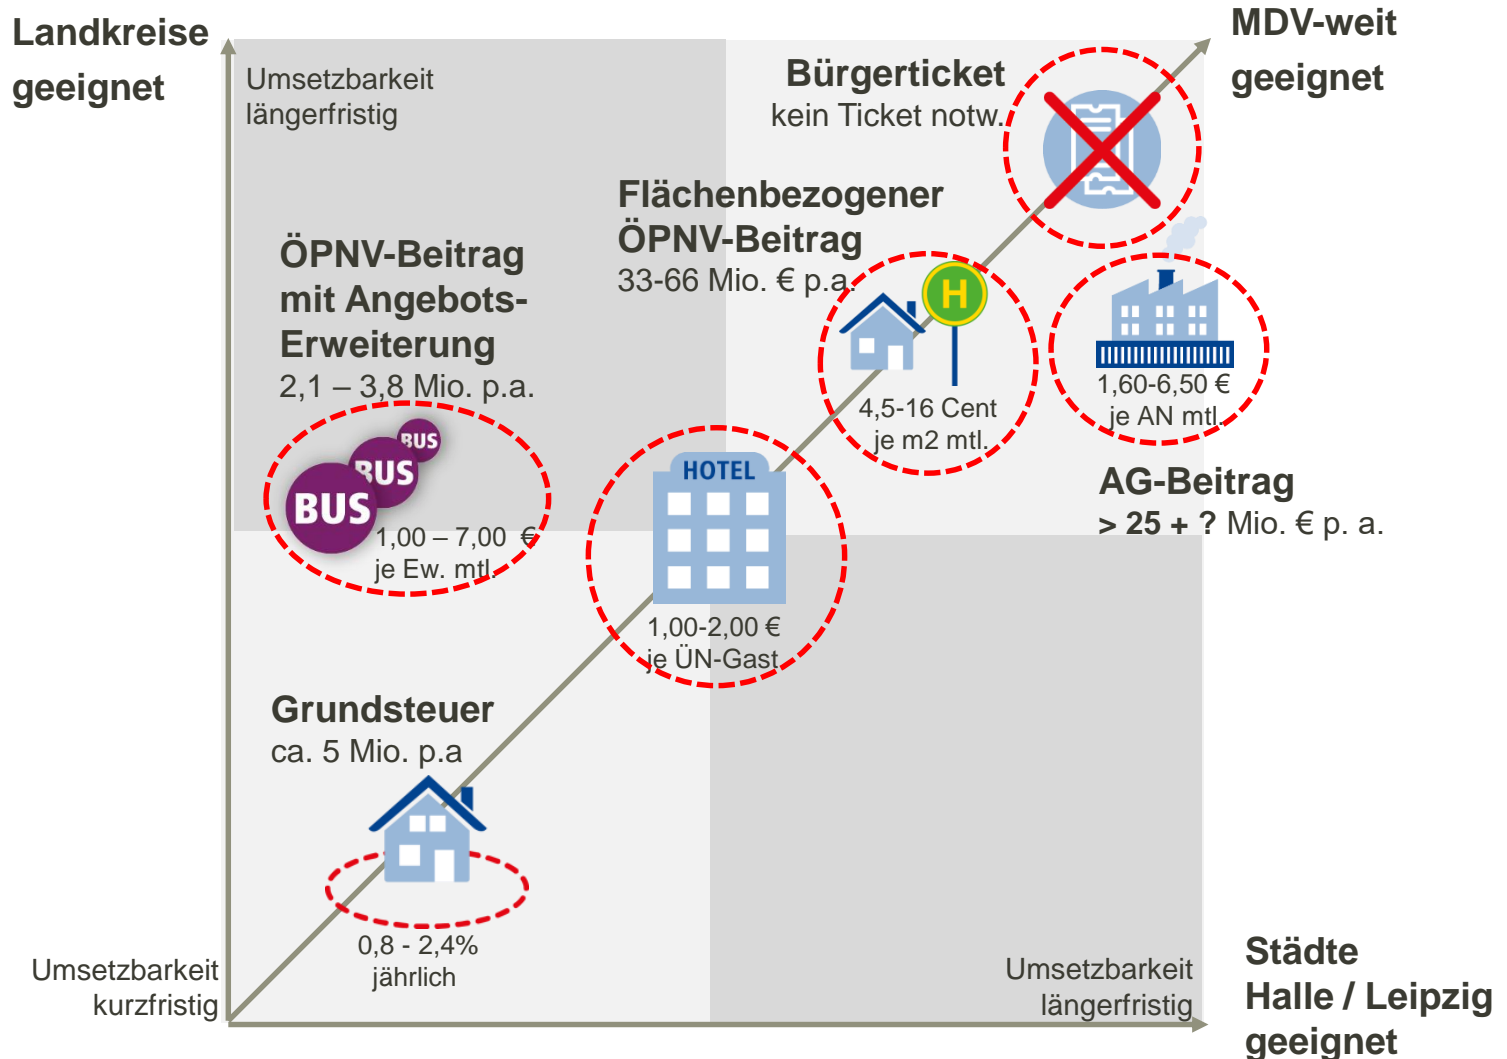 Landkreise
geeignet
MDV-weit
geeignet
Umsetzbarkeit
längerfristig
Bürgerticket
kein Ticket notw.
Flächenbezogener
ÖPNV-Beitrag
33-66 Mio. € p.a.
H
4,5-16 Cent
je m2 mtl.
1,60-6,50 €
je AN mtl.
AG-Beitrag
> 25 + ? Mio. € p. a.
ÖPNV-Beitrag
mit Angebots-
Erweiterung
2,1 – 3,8 Mio. p.a.
BUS
BUS
BUS
1,00 – 7,00 €
je Ew. mtl.
HOTEL
1,00-2,00 €
je ÜN-Gast
Grundsteuer
ca. 5 Mio. p.a
0,8 - 2,4%
jährlich
Umsetzbarkeit
kurzfristig
Umsetzbarkeit
längerfristig
Städte
Halle / Leipzig
geeignet